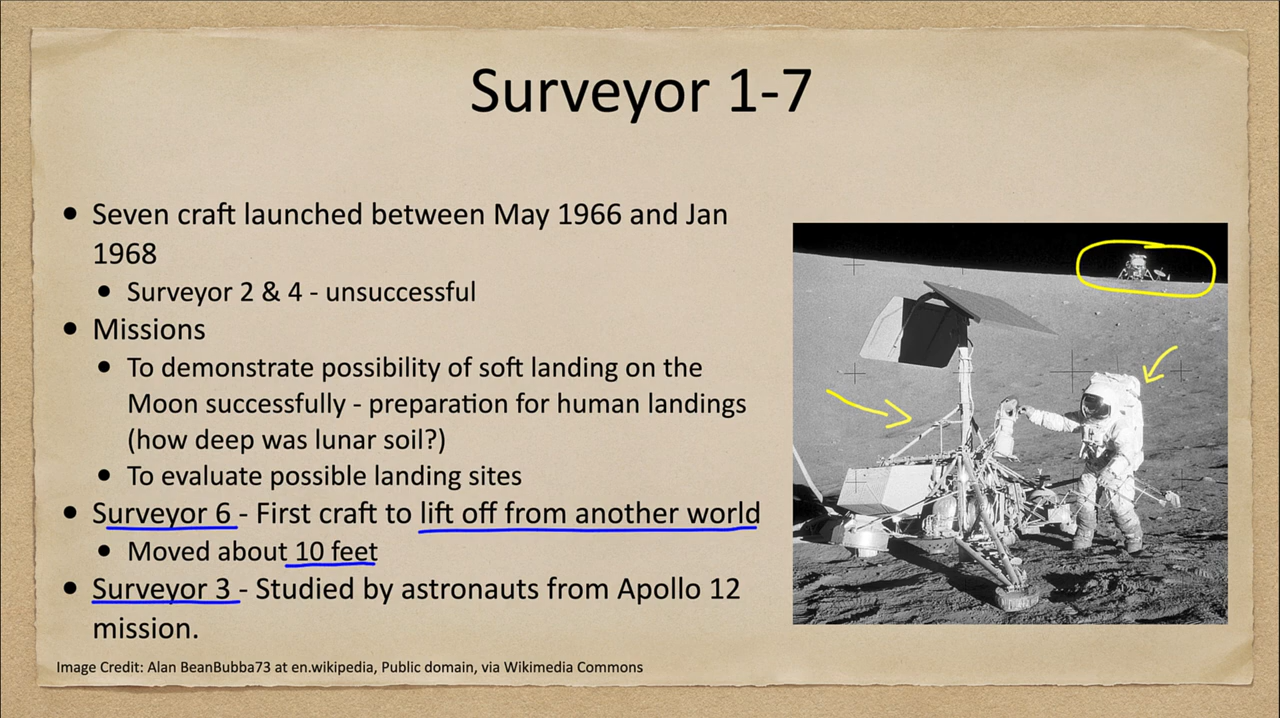 Surveyor 1-7
• Seven craft launched between May 1966 and Jan
1968
• Surveyor 2 & 4 - unsuccessful
• Missions
• To demonstrate possibility of soft landing on the
Moon successfully - preparation for human landings
(how deep was lunar soil?)
• To evaluate possible landing sites
• Surveyor 6 - First craft to lift off from another world
• Moved about 10 feet
• Surveyor 3 - Studied by astronauts from Apollo 12
mission.
Image Credit: Alan BeanBubba73 at en.wikipedia, Public domain, via Wikimedia Commons